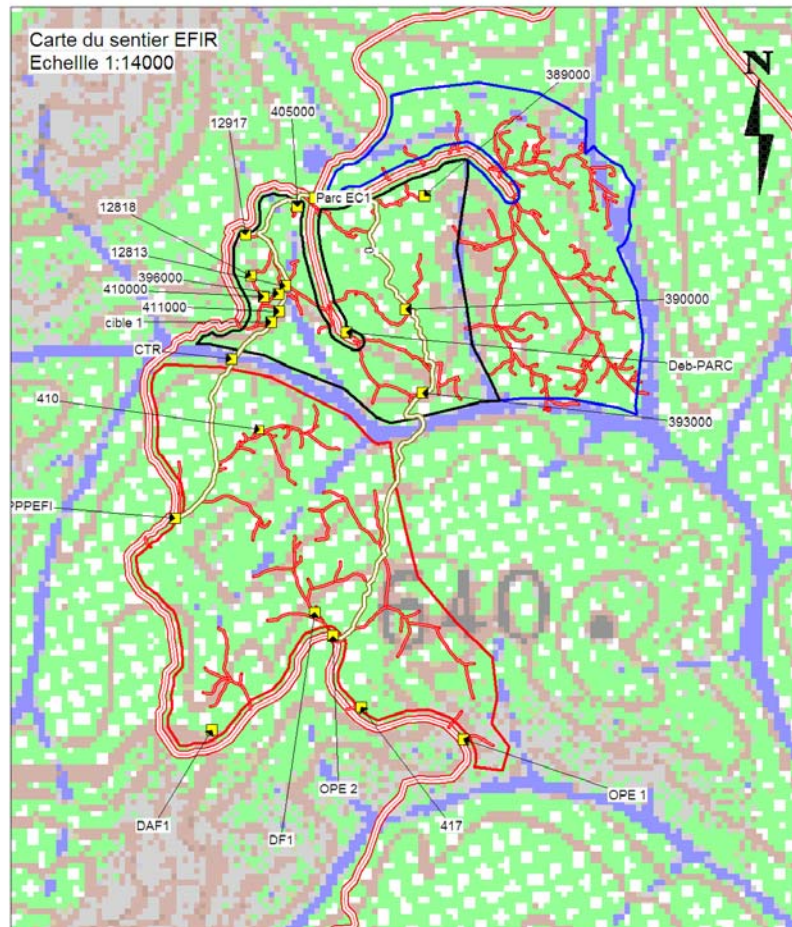 Carte du sentier EFIR
Echellle 1:14000
N
389000
405000
12917
Parc EC1
12818
12813
396000
410000
411000
cible 1
390000
CTR
Deb-PARC
410
393000
PPPEFI
640.
OPE 2
OPE 1
DAF1
DF1
417